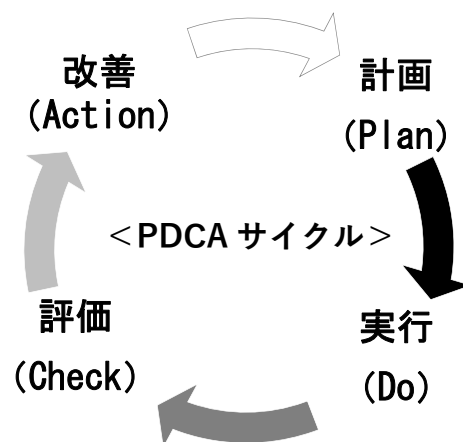 改善
(Action)
計画
(Plan)
＜PDCA サイクル＞
評価
(Check)
実行
(Do)